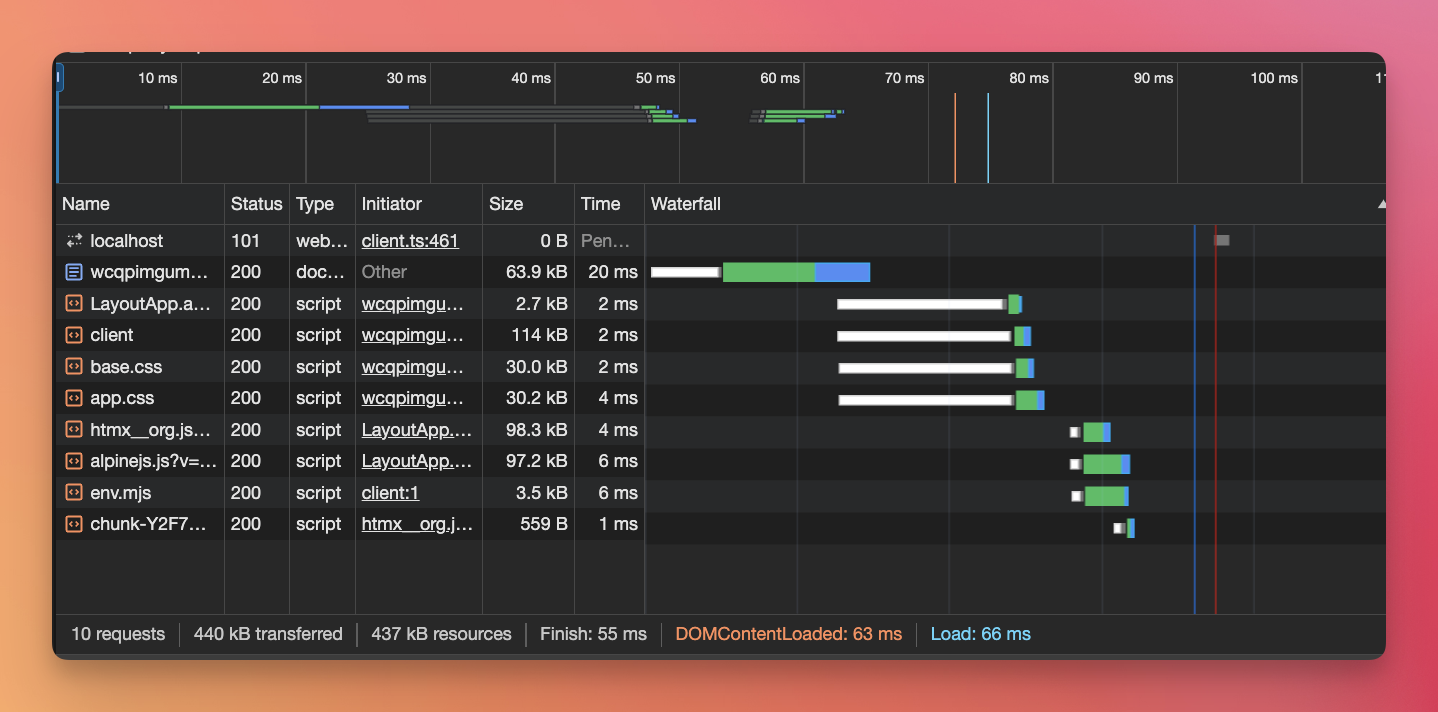 10 ms 20 ms 30 ms 40 ms 50 ms 60 ms 70 ms 80 ms 90 ms 100 ms
Name Status Type Initiator Size Time Waterfall
localhost 101 web... client.ts:461 0 B Pen...
wcqpimgum... 200 doc... Other 63.9 kB 20 ms
LayoutApp.a... 200 script wcqpimgu... 2.7 kB 2 ms
client 200 script wcqpimgu... 114 kB 2 ms
base.css 200 script wcqpimgu... 30.0 kB 2 ms
app.css 200 script wcqpimgu... 30.2 kB 4 ms
htmx__org.js... 200 script LayoutApp.... 98.3 kB 4 ms
alpinejs.js?v=... 200 script LayoutApp.... 97.2 kB 6 ms
env.mjs 200 script client:1 3.5 kB 6 ms
chunk-Y2F7... 200 script htmx__org.j... 559 B 1 ms
10 requests 440 kB transferred 437 kB resources Finish: 55 ms DOMContentLoaded: 63 ms Load: 66 ms